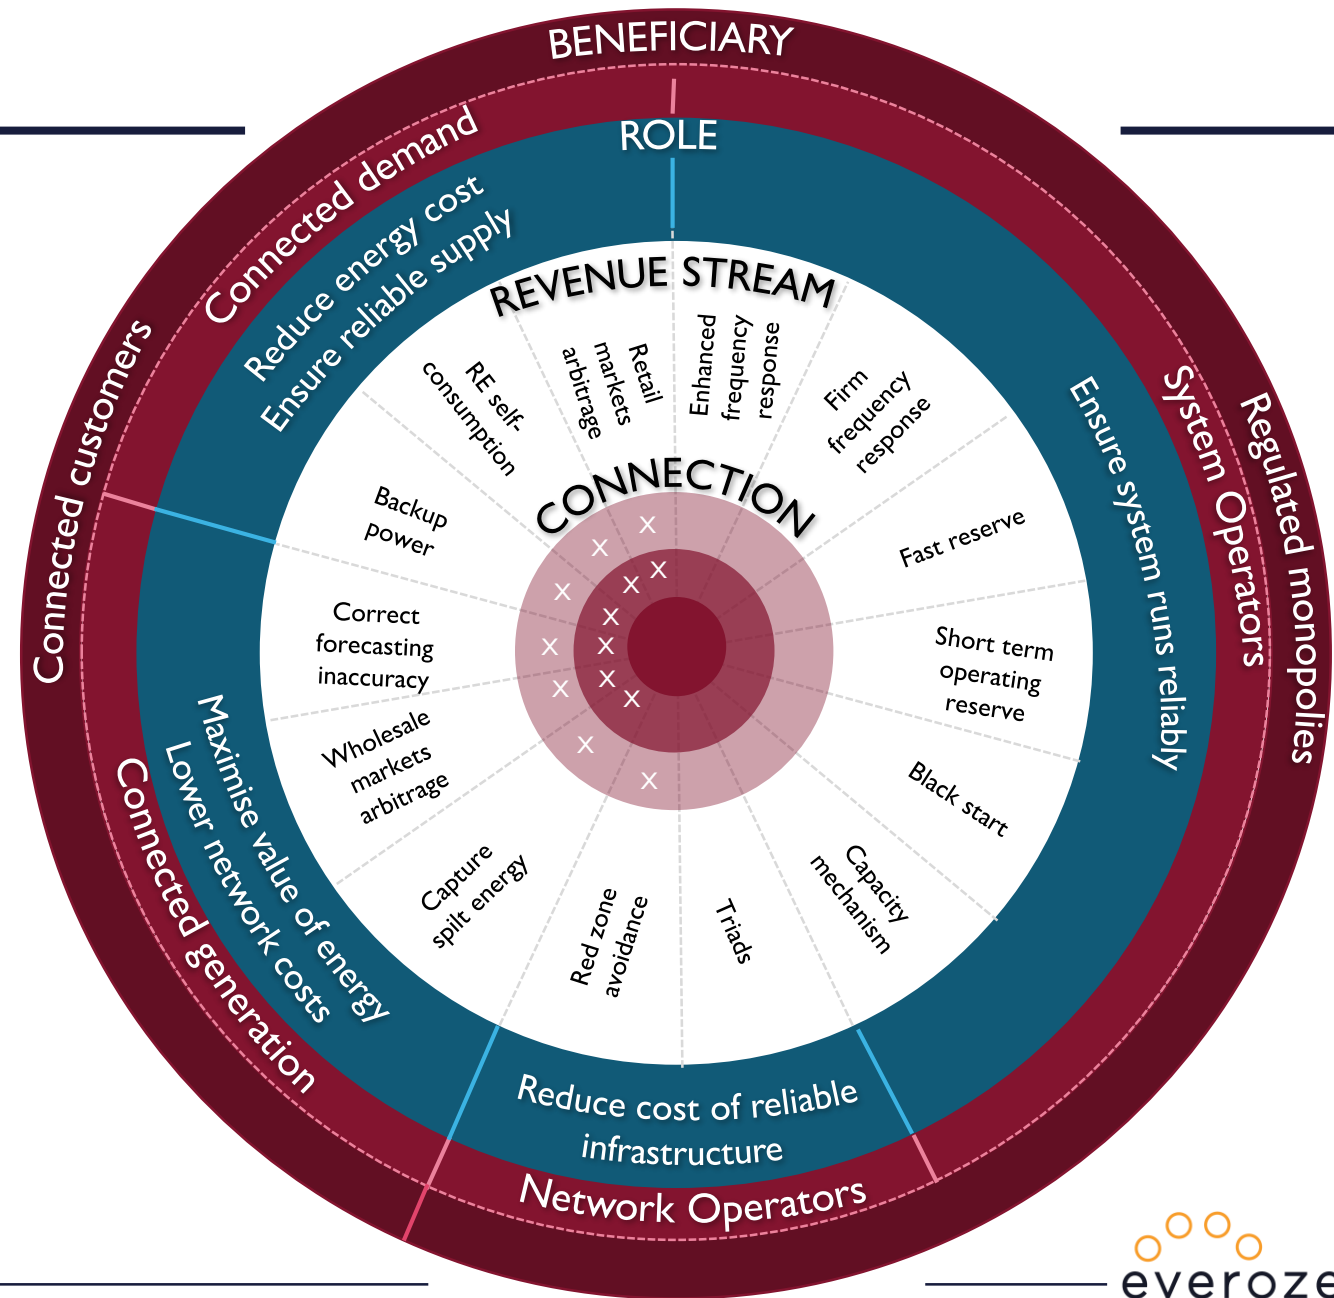 BENEFICIARY
ROLE
REVENUE STREAM
CONNECTION
Connected customers
Regulated monopolies
Connected demand
System Operators
Network Operators
Connected generation
Reduce energy cost
Ensure reliable supply
Ensure system runs reliably
Reduce cost of reliable
infrastructure
Maximise value of energy
Lower network costs
Enhanced
frequency
response
Firm
frequency
response
Fast reserve
Short term
operating
reserve
Black start
Capacity
mechanism
Triads
Red zone
avoidance
Capture
spilt energy
Wholesale
markets
arbitrage
Correct
forecasting
inaccuracy
Backup
power
RE self-
consumption
Retail
markets
arbitrage
X
X
X
X
X
X
X
X
X
X
X
X
X
everoze